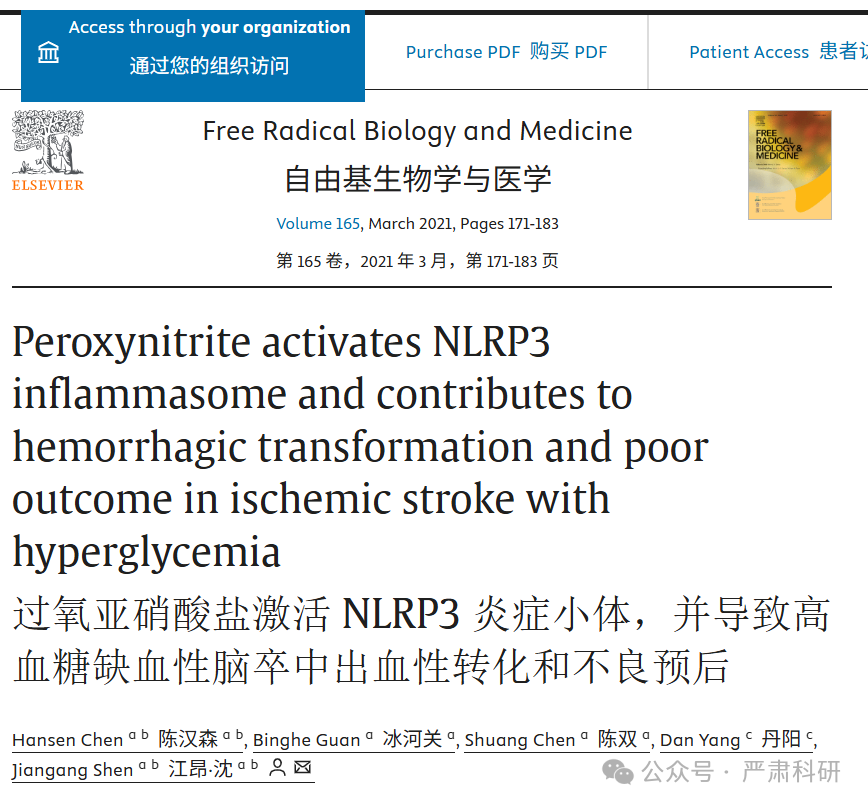 Access through your organization
通过您的组织访问
Purchase PDF 购买 PDF
Patient Access 患者
ELSEVIER
Free Radical Biology and Medicine
自由基生物学与医学
FREE
RADICAL
BIOLOGY&
MEDICINE
Volume 165, March 2021, Pages 171-183
第 165 卷，2021 年 3 月，第 171-183 页
Peroxynitrite activates NLRP3
inflammasome and contributes to
hemorrhagic transformation and poor
outcome in ischemic stroke with
hyperglycemia
过氧亚硝酸盐激活 NLRP3 炎症小体，并导致高
血糖缺血性脑卒中出血性转化和不良预后
Hansen Chen a b 陈汉森 a b, Binghe Guan a 冰河关 a, Shuang Chen a 陈双 a, Dan Yang c 丹阳 c,
Jiangang Shen a b 江昂·沈 a b
公众号 · 严肃科研